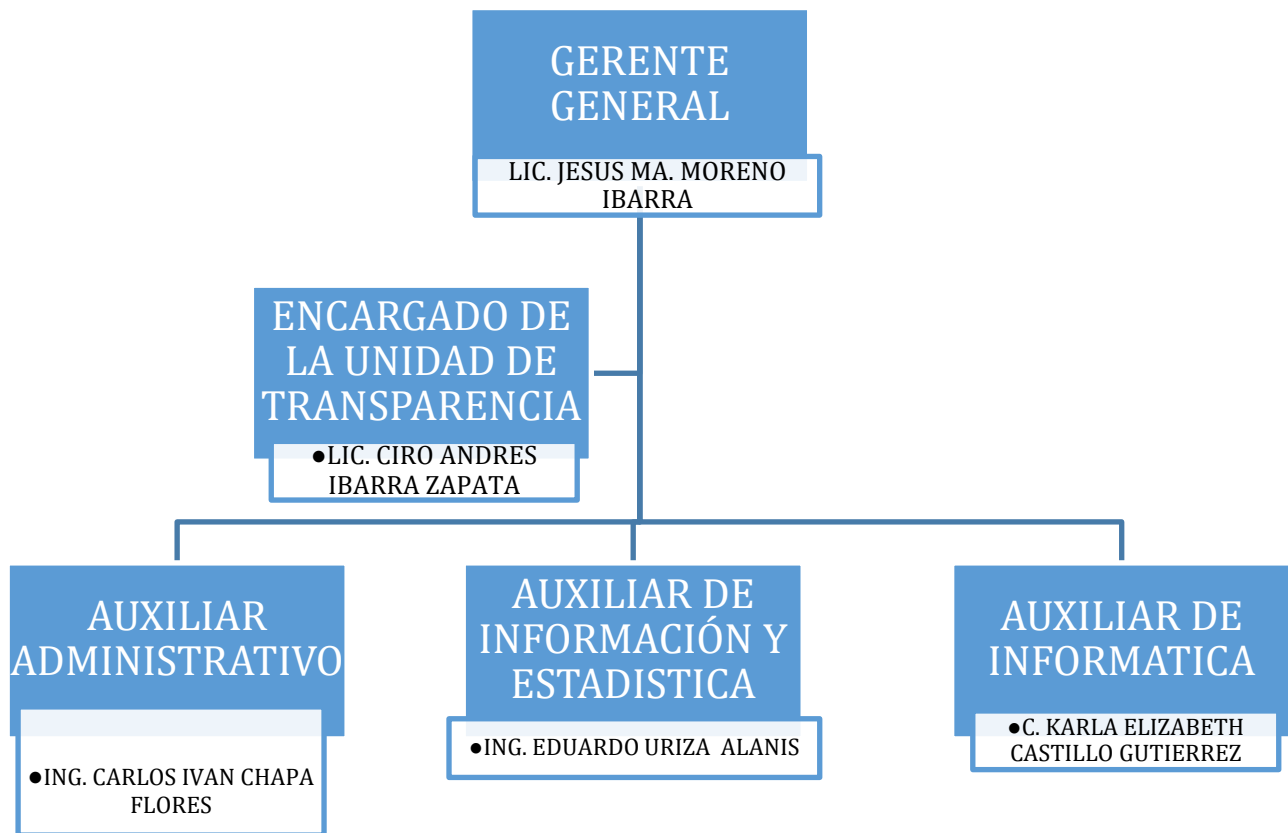 GERENTE
GENERAL
LIC. JESUS MA. MORENO
IBARRA
ENCARGADO DE
LA UNIDAD DE
TRANSPARENCIA
●LIC. CIRO ANDRES
IBARRA ZAPATA
AUXILIAR
ADMINISTRATIVO
●ING. CARLOS IVAN CHAPA
FLORES
AUXILIAR DE
INFORMACIÓN Y
ESTADISTICA
●ING. EDUARDO URIZA ALANIS
AUXILIAR DE
INFORMATICA
●C. KARLA ELIZABETH
CASTILLO GUTIERREZ